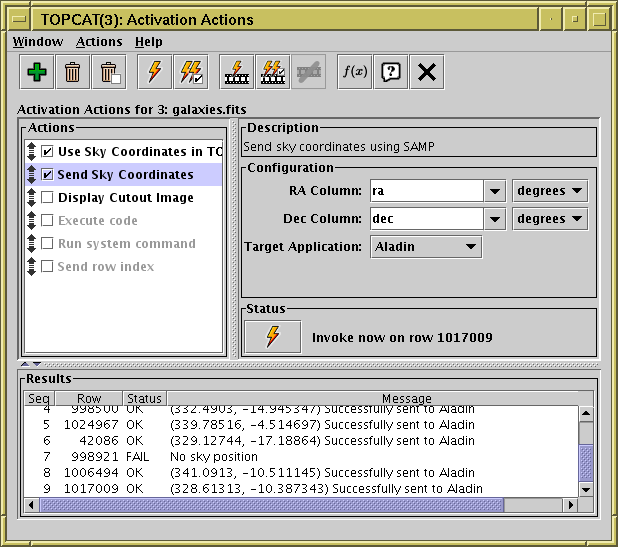 TOPCAT(3): Activation Actions
Window Actions Help
f(x)
Activation Actions for 3: galaxies.fits
Actions
Use Sky Coordinates in TO
Send Sky Coordinates
Display Cutout Image
Execute code
Run system command
Send row index
Description
Send sky coordinates using SAMP
Configuration
RA Column: ra degrees
Dec Column: dec degrees
Target Application: Aladin
Status
Invoke now on row 1017009
Results
Seq Row Status Message
4 998500 OK (332.4903, -14.945347) Successfully sent to Aladin
5 1024967 OK (339.78516, -4.514697) Successfully sent to Aladin
6 42086 OK (329.12744, -17.18864) Successfully sent to Aladin
7 998921 FAIL No sky position
8 1006494 OK (341.0913, -10.511145) Successfully sent to Aladin
9 1017009 OK (328.61313, -10.387343) Successfully sent to Aladin